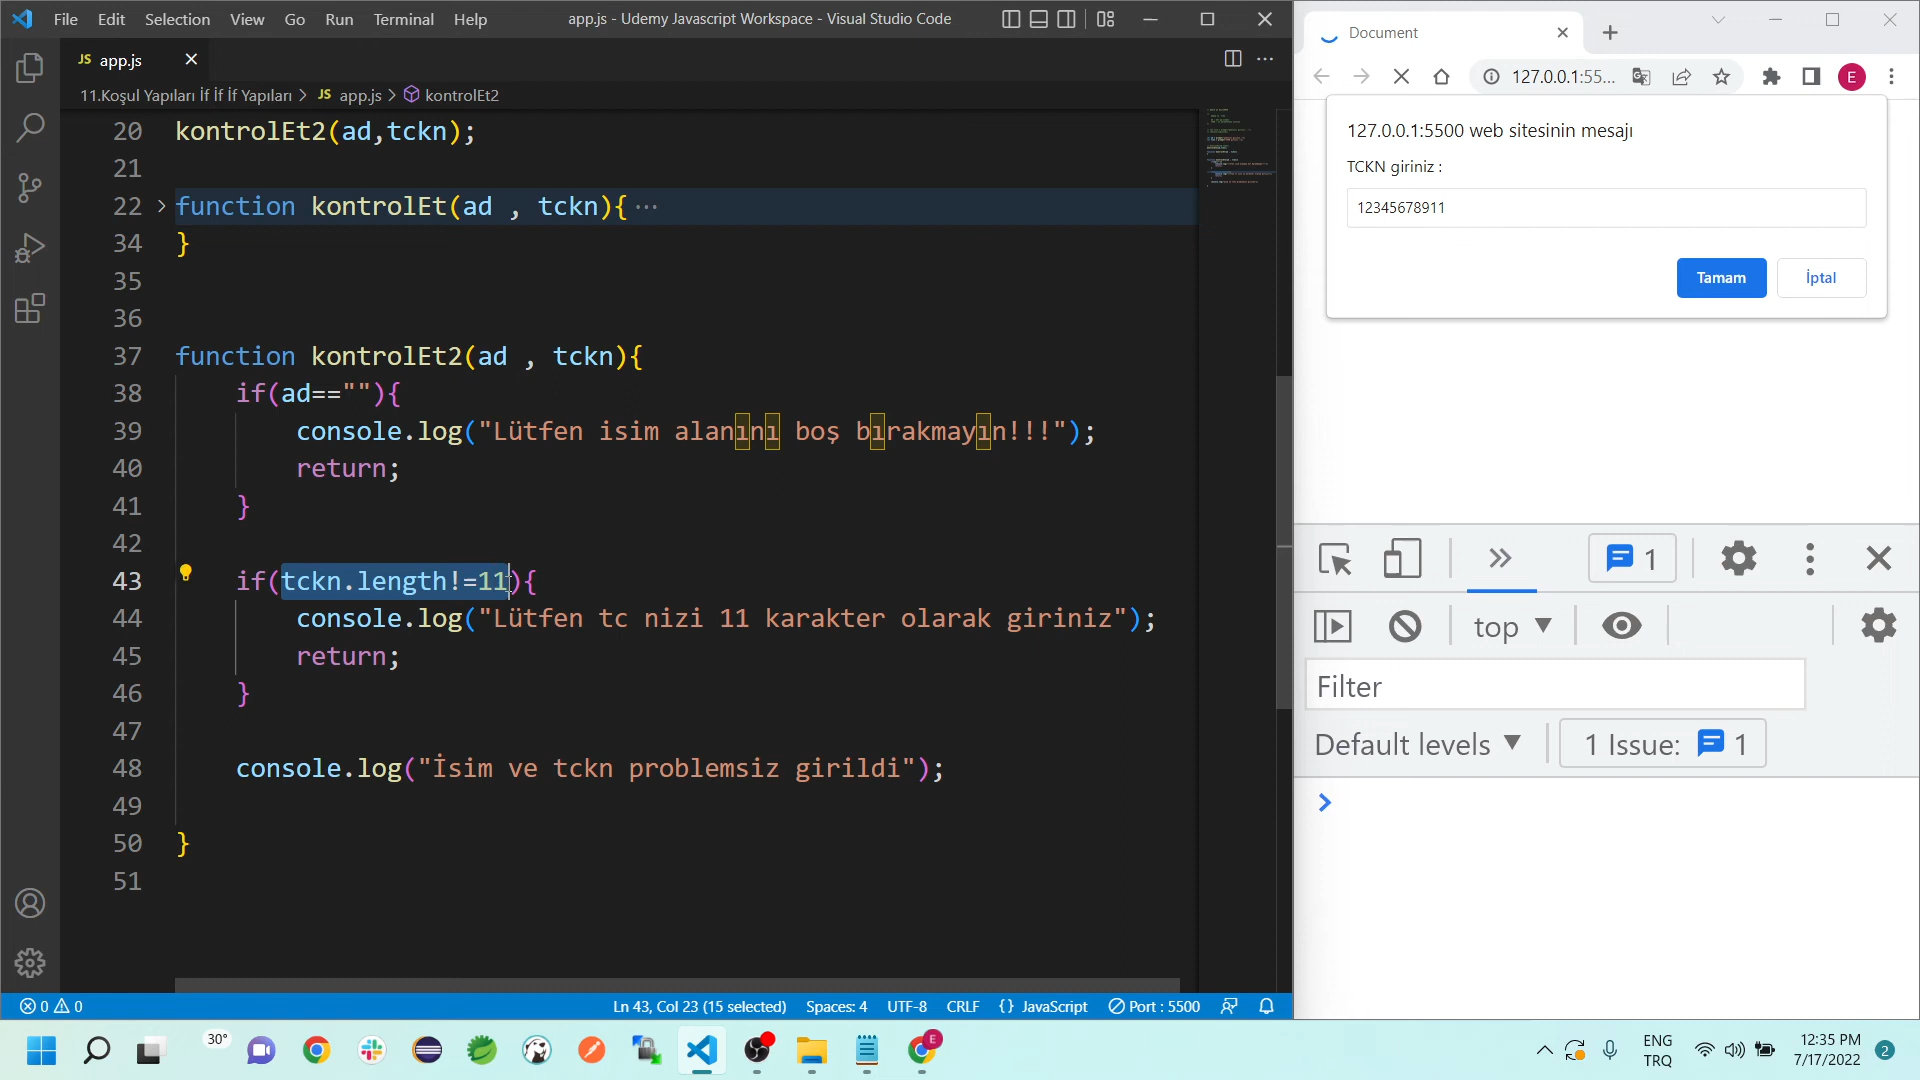 File Edit Selection View Go Run Terminal Help
app.js - Udemy Javascript Workspace - Visual Studio Code
JS app.js
11.Koşul Yapıları İf İf İf Yapıları > JS app.js > kontrolEt2
20 kontrolEt2(ad,tckn);
21
22 function kontrolEt(ad , tckn){ ···
34 }
35
36
37 function kontrolEt2(ad , tckn){
38 if(ad==""){
39 console.log("Lütfen isim alanını boş bırakmayın!!!");
40 return;
41 }
42
43 if(tckn.length!=11){
44 console.log("Lütfen tc nizi 11 karakter olarak giriniz");
45 return;
46 }
47
48 console.log("İsim ve tckn problemsiz girildi");
49
50 }
51
0 0
Ln 43, Col 23 (15 selected) Spaces: 4 UTF-8 CRLF {} JavaScript Port : 5500
Document
127.0.0.1:55...
E
127.0.0.1:5500 web sitesinin mesajı
TCKN giriniz :
12345678911
Tamam İptal
1
top
Filter
Default levels
1 Issue: 1
30°
E
ENG
TRQ
12:35 PM
7/17/2022
2